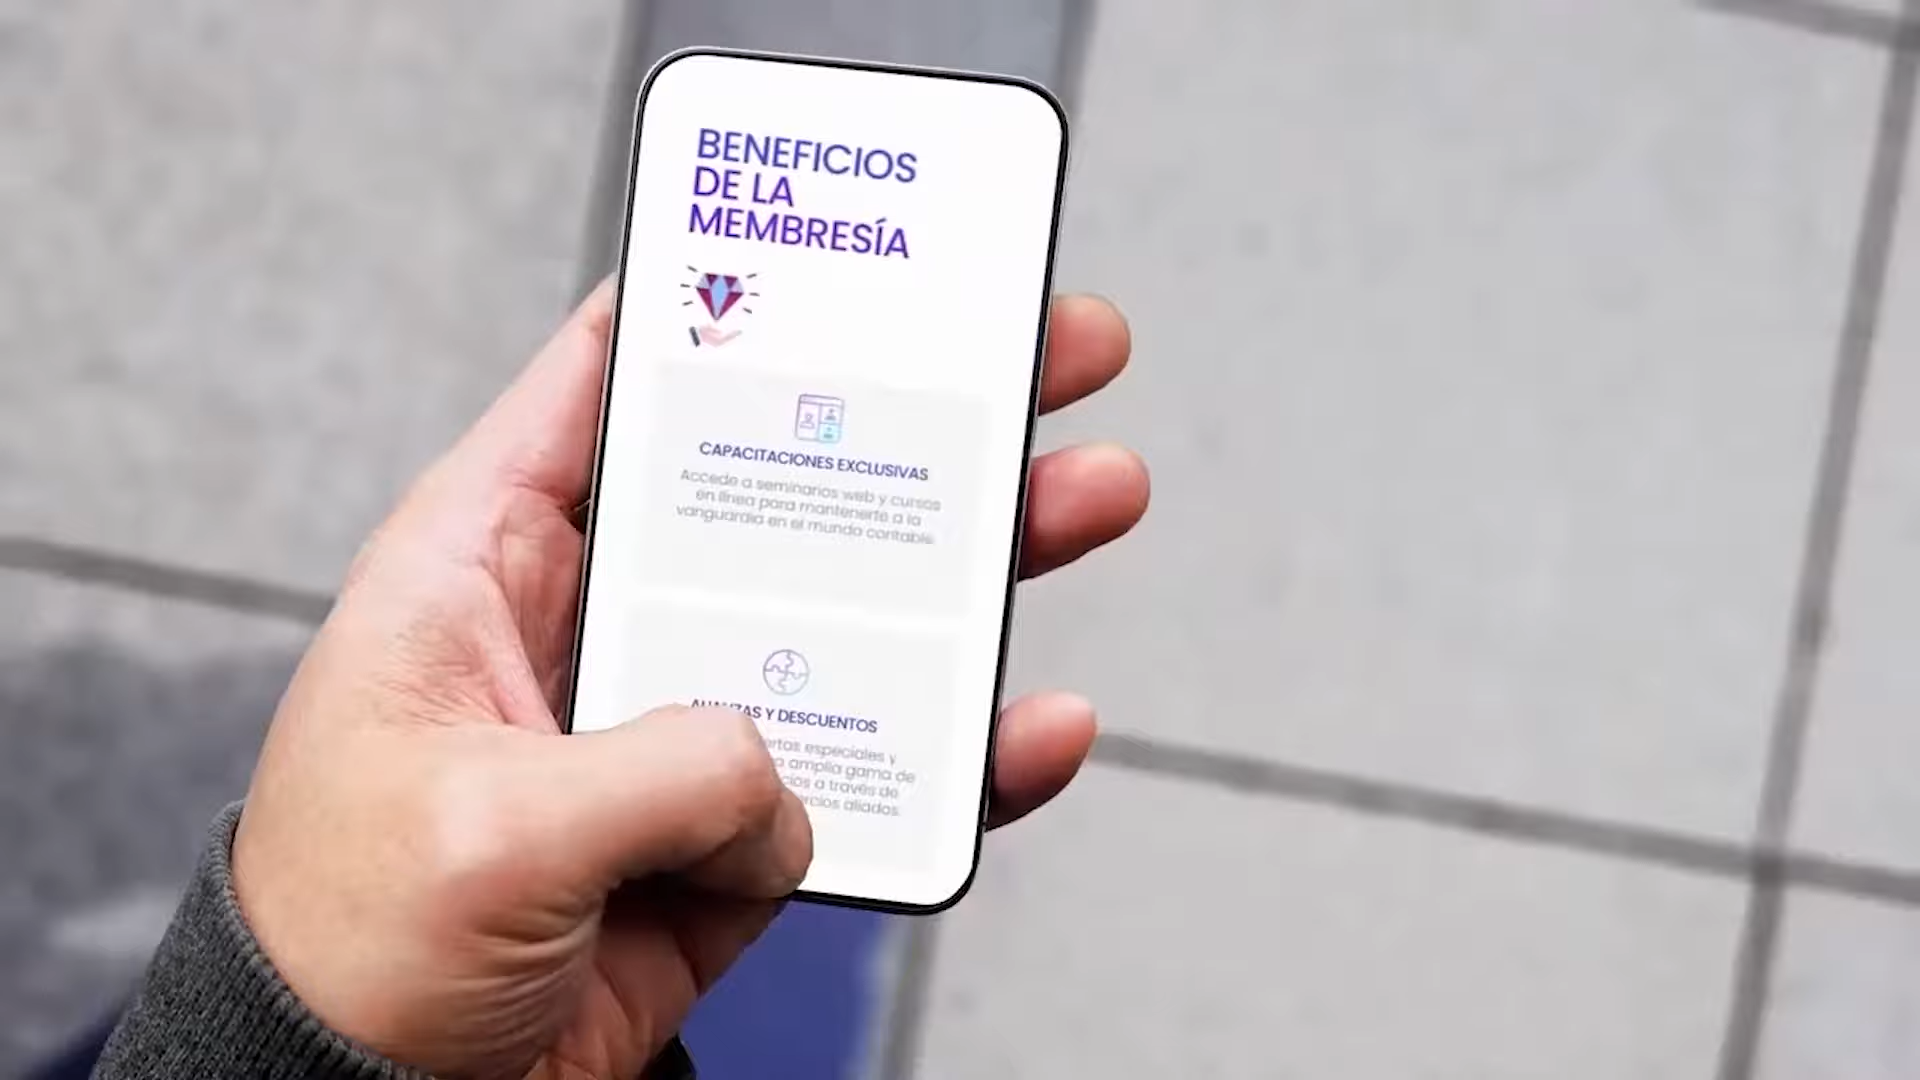 BENEFICIOS
DE LA
MEMBRESÍA
CAPACITACIONES EXCLUSIVAS
Accede a seminarios web y cursos
en línea para mantenerte a la
vanguardia en el mundo contable.
Y DESCUENTOS
especiales y
amplia gama de
a través de
aliados.